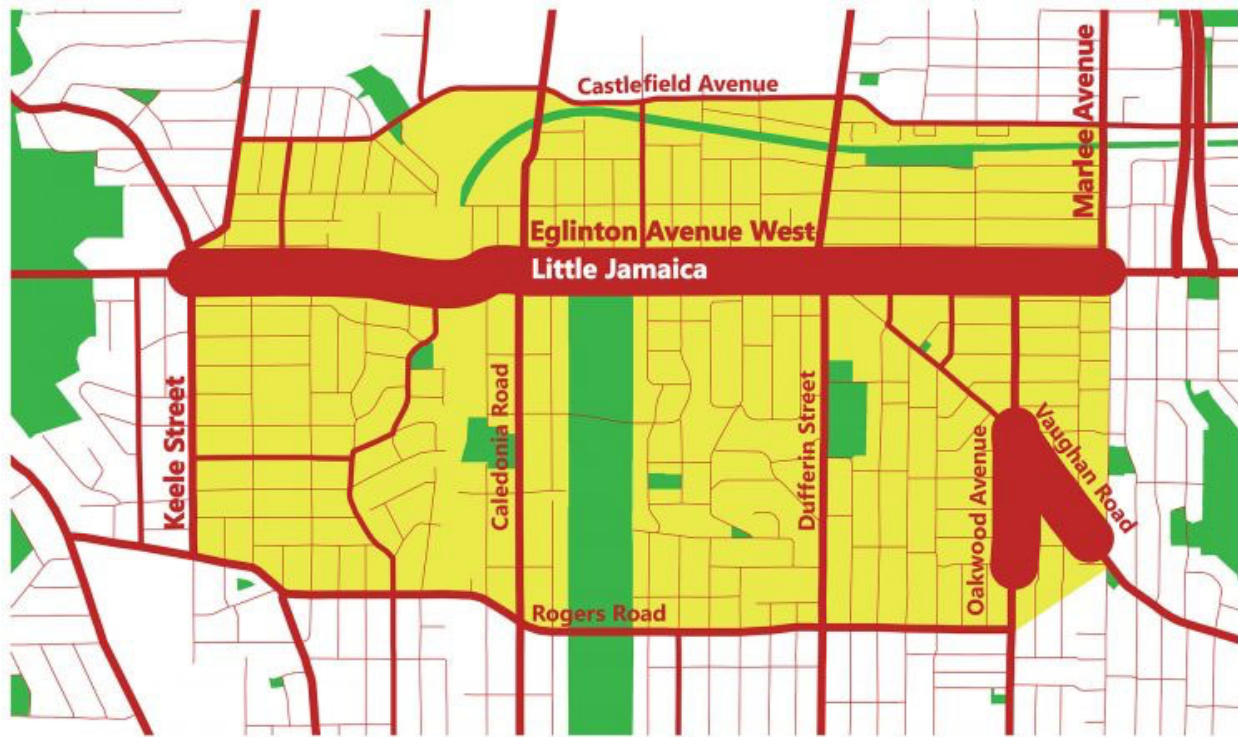 Castlefield Avenue
Marlee Avenue
Eglinton Avenue West
Little Jamaica
Keele Street
Caledonia Road
Dufferin Street
Oakwood Avenue
Vaughan Road
Rogers Road